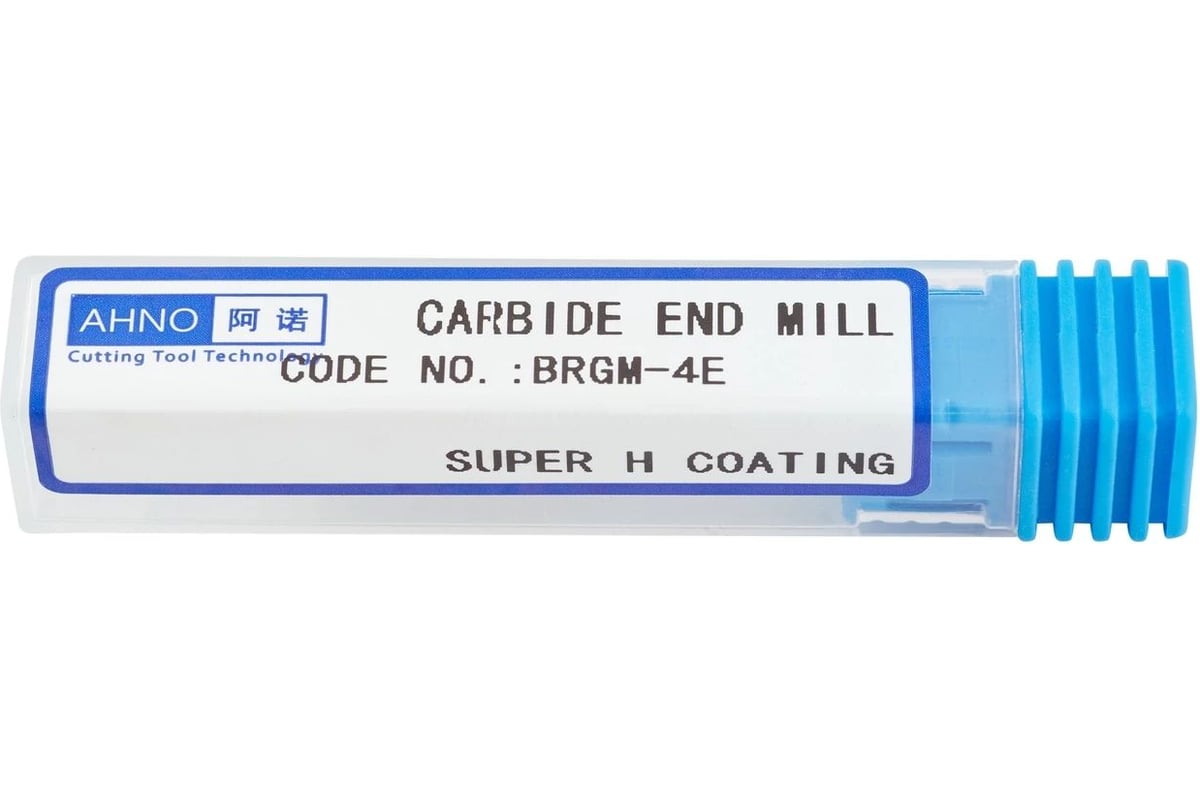 AHNO 阿诺
Cutting Tool Technology
CARBIDE END MILL
CODE NO.:BRGM-4E
SUPER H COATING